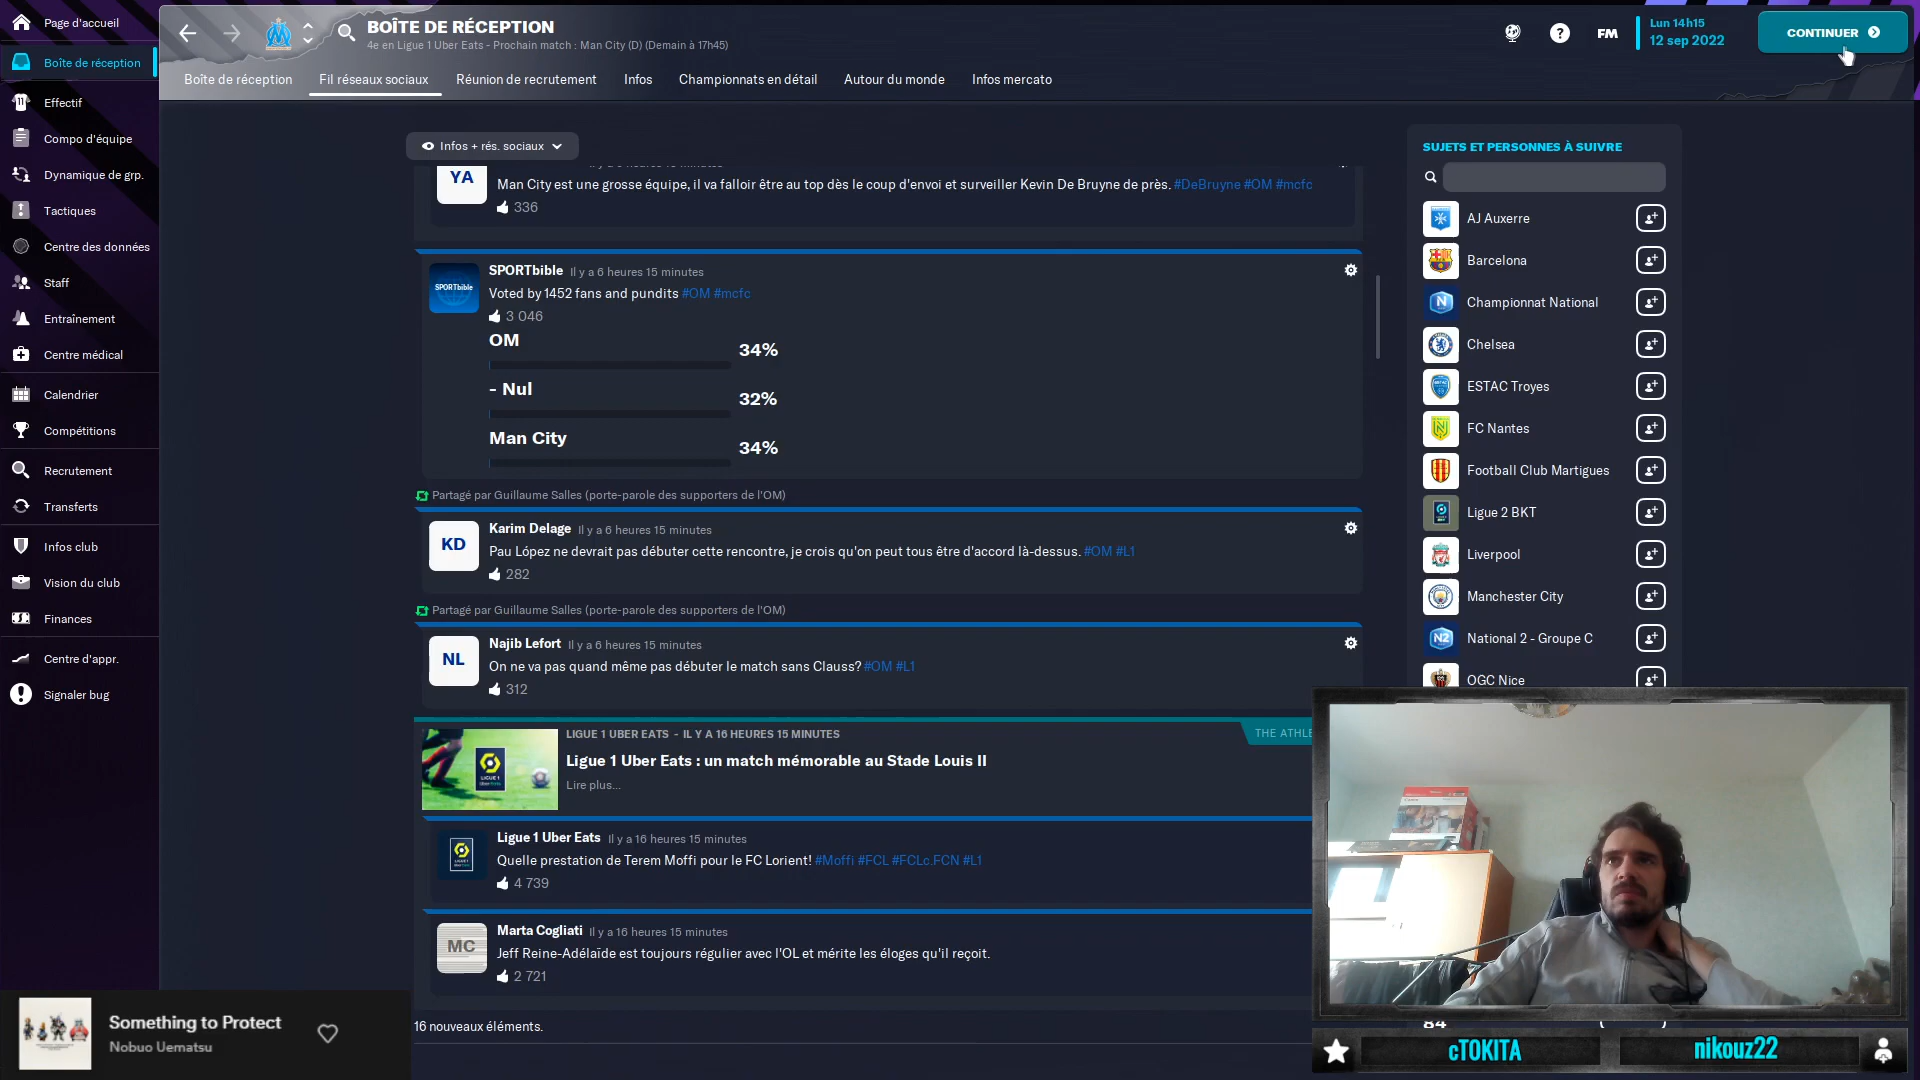 Page d'accueil
Boîte de réception
Effectif
Compo d'équipe
Dynamique de grp.
Tactiques
Centre des données
Staff
Entraînement
Centre médical
Calendrier
Compétitions
Recrutement
Transferts
Infos club
Vision du club
Finances
Centre d'appr.
Signaler bug
BOÎTE DE RÉCEPTION
4e en Ligue 1 Uber Eats - Prochain match : Man City (D) (Demain à 17h45)
FM
Lun 14h15
12 sep 2022
CONTINUER
Boîte de réception
Fil réseaux sociaux
Réunion de recrutement
Infos
Championnats en détail
Autour du monde
Infos mercato
Infos + rés. sociaux
YA
Man City est une grosse équipe, il va falloir être au top dès le coup d'envoi et surveiller Kevin De Bruyne de près. #DeBruyne #OM #mcfc
336
SPORTbible
SPORTbible Il y a 6 heures 15 minutes
Voted by 1452 fans and pundits #OM #mcfc
3 046
OM
34%
- Nul
32%
Man City
34%
Partagé par Guillaume Salles (porte-parole des supporters de l'OM)
KD
Karim Delage Il y a 6 heures 15 minutes
Pau López ne devrait pas débuter cette rencontre, je crois qu'on peut tous être d'accord là-dessus. #OM #L1
282
Partagé par Guillaume Salles (porte-parole des supporters de l'OM)
NL
Najib Lefort Il y a 6 heures 15 minutes
On ne va pas quand même pas débuter le match sans Clauss? #OM #L1
312
LIGUE 1 UBER EATS - IL Y A 16 HEURES 15 MINUTES
THE ATHLE
Ligue 1 Uber Eats : un match mémorable au Stade Louis II
Lire plus...
Ligue 1 Uber Eats Il y a 16 heures 15 minutes
Quelle prestation de Terem Moffi pour le FC Lorient! #Moffi #FCL #FCLc.FCN #L1
4 739
MC
Marta Cogliati Il y a 16 heures 15 minutes
Jeff Reine-Adélaïde est toujours régulier avec l'OL et mérite les éloges qu'il reçoit.
2 721
16 nouveaux éléments.
SUJETS ET PERSONNES À SUIVRE
AJ Auxerre
Barcelona
Championnat National
Chelsea
ESTAC Troyes
FC Nantes
Football Club Martigues
Ligue 2 BKT
Liverpool
Manchester City
National 2 - Groupe C
OGC Nice
Something to Protect
Nobuo Uematsu
cTOKITA
nikouz22